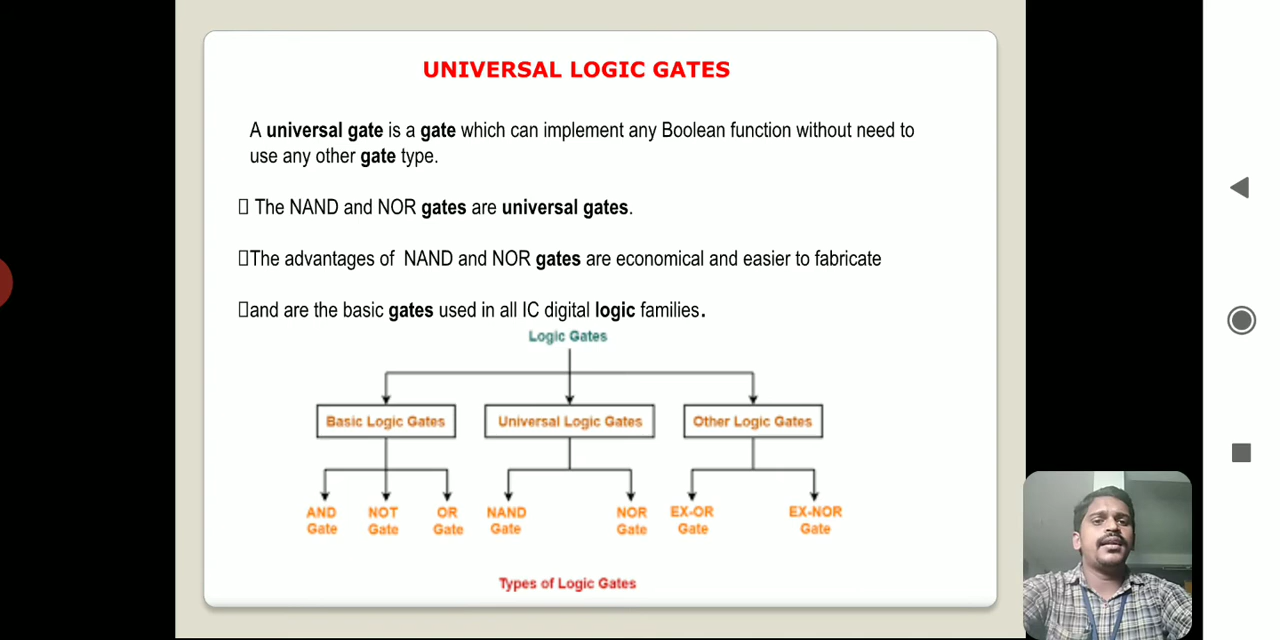 UNIVERSAL LOGIC GATES
A universal gate is a gate which can implement any Boolean function without need to
use any other gate type.
The NAND and NOR gates are universal gates.
The advantages of NAND and NOR gates are economical and easier to fabricate
and are the basic gates used in all IC digital logic families.
Logic Gates
Basic Logic Gates Universal Logic Gates Other Logic Gates
AND NOT OR NAND NOR EX-OR EX-NOR
Gate Gate Gate Gate Gate Gate Gate
Types of Logic Gates